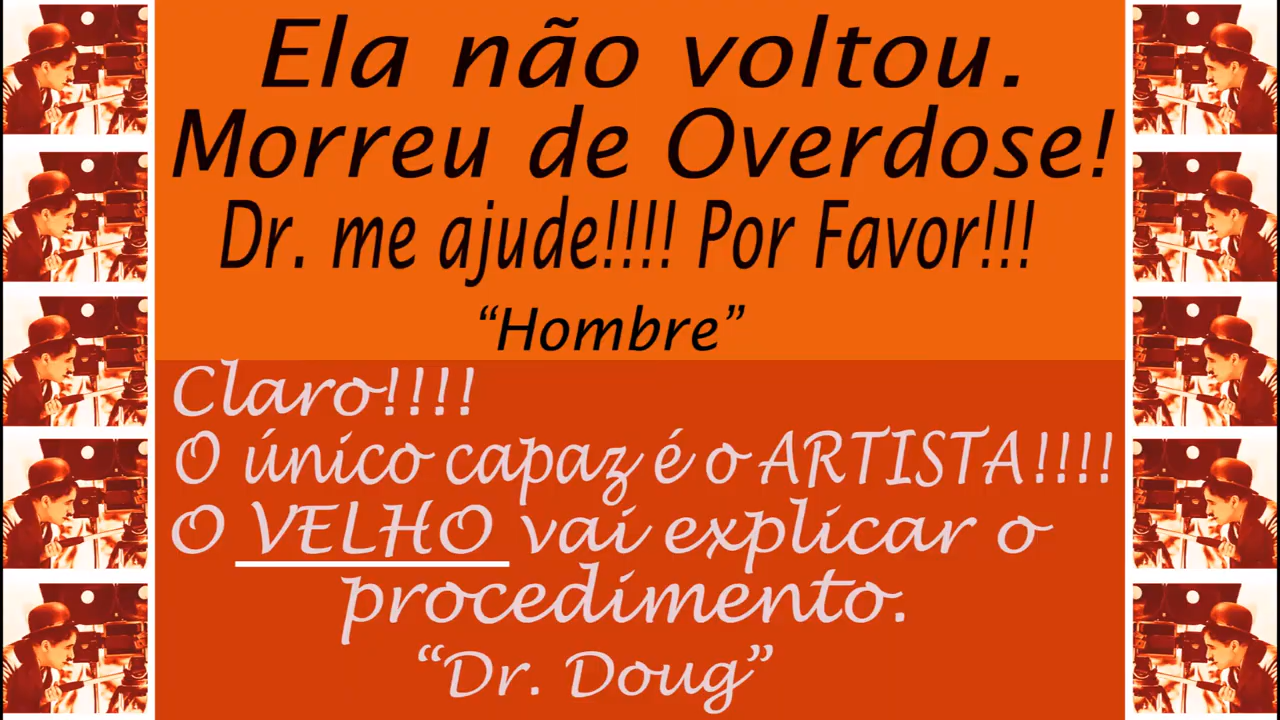 Ela não voltou.
Morreu de Overdose!
Dr. me ajude!!!! Por Favor!!!
“Hombre”
Claro!!!!
O único capaz é o ARTISTA!!!!
O VELHO vai explicar o
procedimento.
“Dr. Doug”